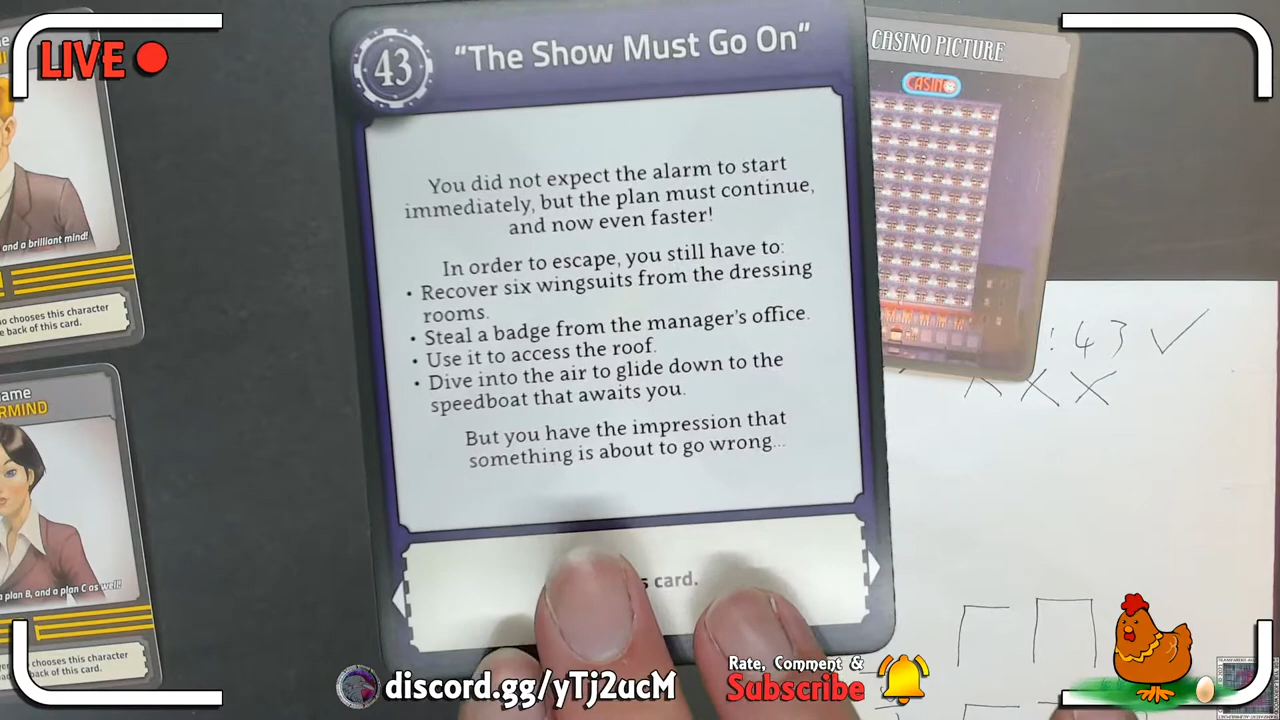 LIVE
43
"The Show Must Go On"
You did not expect the alarm to start
immediately, but the plan must continue,
and now even faster!
In order to escape, you still have to:
• Recover six wingsuits from the dressing
rooms.
• Steal a badge from the manager's office.
• Use it to access the roof.
• Dive into the air to glide down to the
speedboat that awaits you.
But you have the impression that
something is about to go wrong...
card.
CASINO PICTURE
CASINO
and a brilliant mind!
chooses this character
back of this card.
RMIND
a plan B, and a plan C as well!
chooses this character
back of this card.
: 43 ✓
X X
discord.gg/yTj2ucM
Rate, Comment &
Subscribe